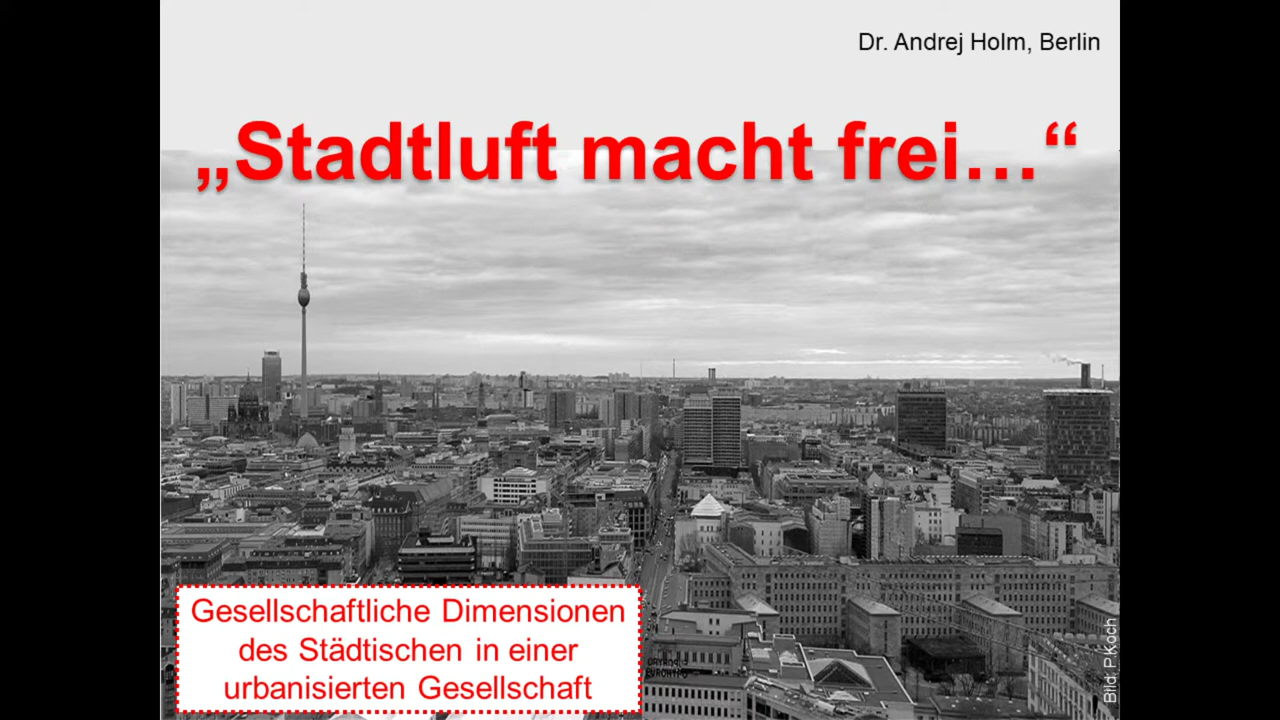 Dr. Andrej Holm, Berlin
„Stadtluft macht frei…“
Gesellschaftliche Dimensionen
des Städtischen in einer
urbanisierten Gesellschaft
Bild: P.Koch